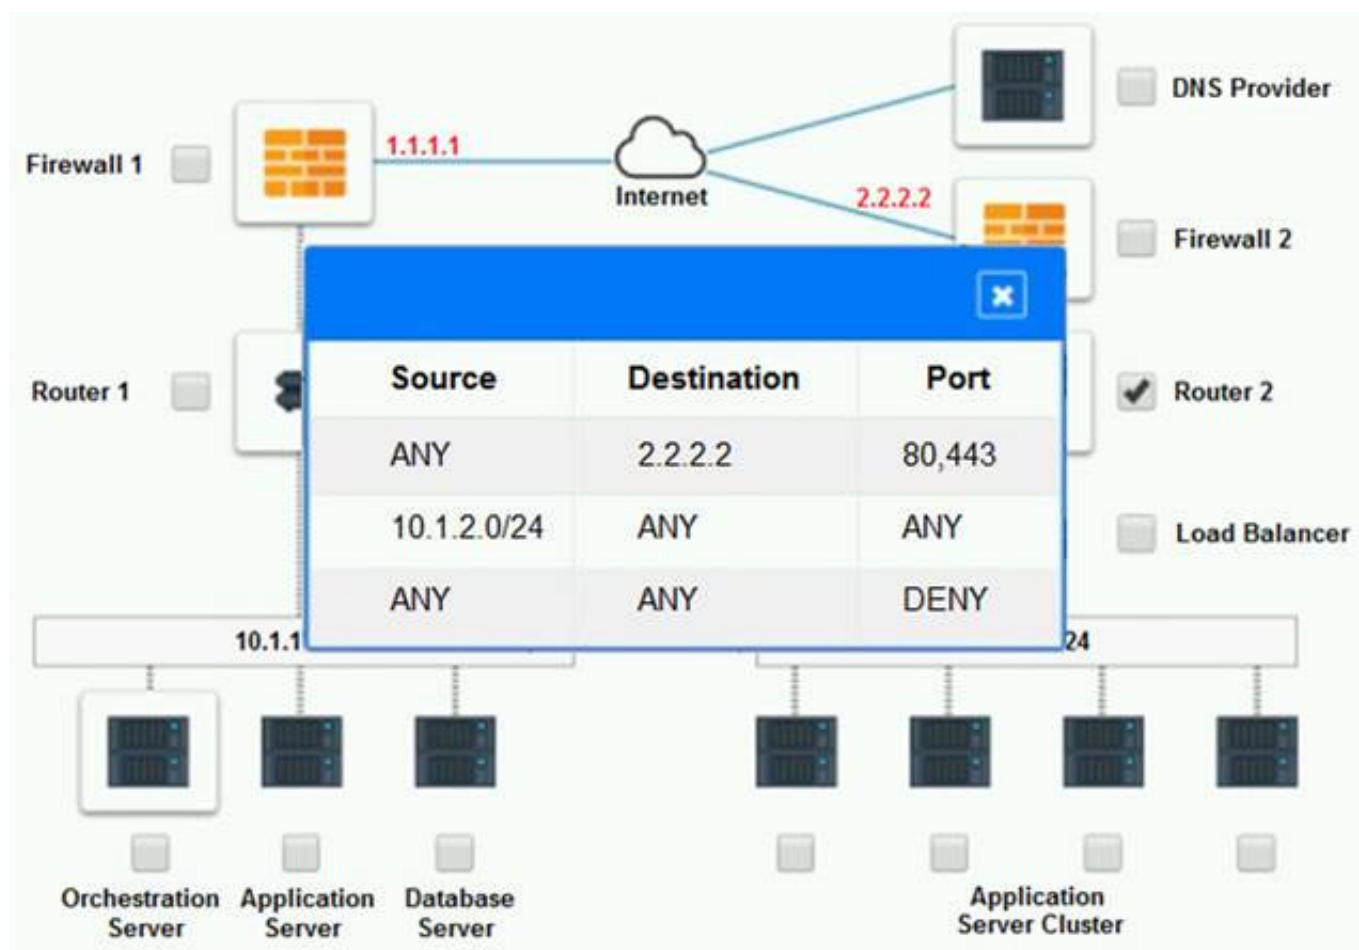 DNS Provider
Firewall 1
1.1.1.1
Internet
2.2.2.2
Firewall 2
Source Destination Port
ANY 2.2.2.2 80,443
10.1.2.0/24 ANY ANY
ANY ANY DENY
Router 1
Router 2
Load Balancer
10.1.1
24
Orchestration
Server
Application
Server
Database
Server
Application
Server Cluster